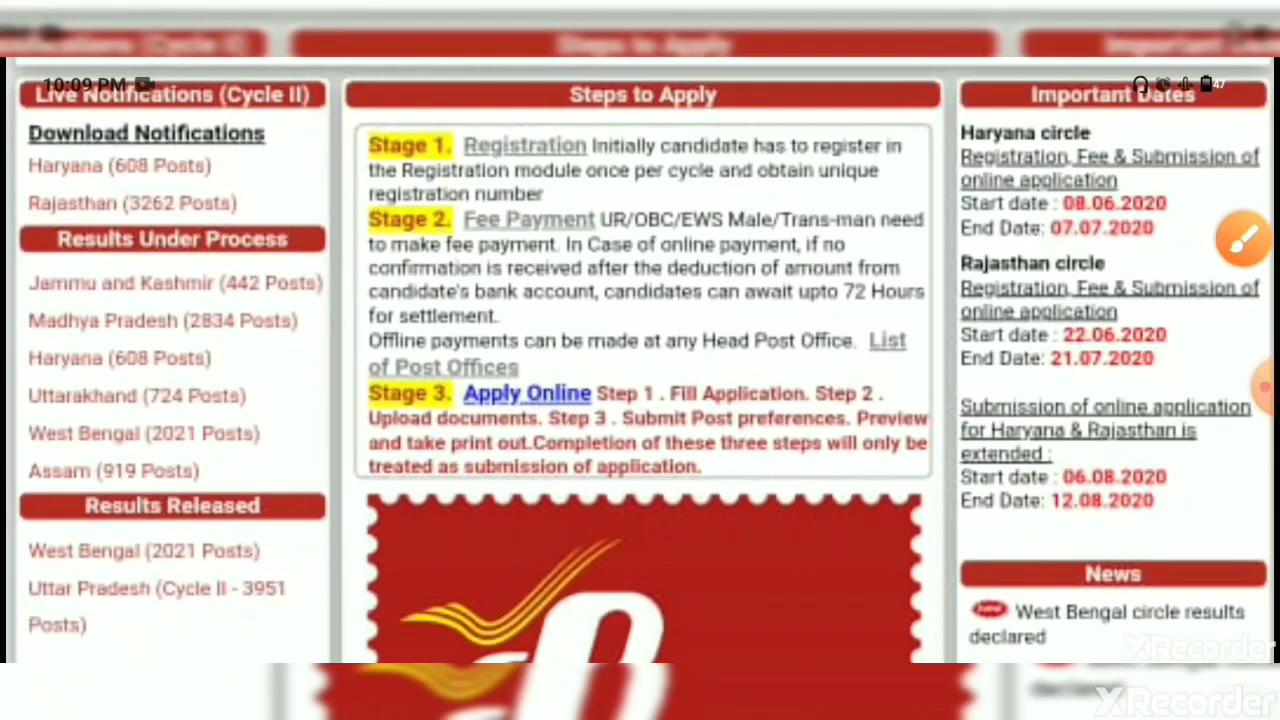 Steps to Apply
10:09 PM
47
Live Notifications (Cycle II)
Download Notifications
Haryana (608 Posts)
Rajasthan (3262 Posts)
Results Under Process
Jammu and Kashmir (442 Posts)
Madhya Pradesh (2834 Posts)
Haryana (608 Posts)
Uttarakhand (724 Posts)
West Bengal (2021 Posts)
Assam (919 Posts)
Results Released
West Bengal (2021 Posts)
Uttar Pradesh (Cycle II - 3951
Posts)
Steps to Apply
Stage 1. Registration Initially candidate has to register in
the Registration module once per cycle and obtain unique
registration number
Stage 2. Fee Payment UR/OBC/EWS Male/Trans-man need
to make fee payment. In Case of online payment, if no
confirmation is received after the deduction of amount from
candidate's bank account, candidates can await upto 72 Hours
for settlement.
Offline payments can be made at any Head Post Office. List
of Post Offices
Stage 3. Apply Online Step 1 . Fill Application. Step 2 .
Upload documents. Step 3 . Submit Post preferences. Preview
and take print out.Completion of these three steps will only be
treated as submission of application.
Important Dates
Haryana circle
Registration, Fee & Submission of
online application
Start date : 08.06.2020
End Date: 07.07.2020
Rajasthan circle
Registration, Fee & Submission of
online application
Start date : 22.06.2020
End Date: 21.07.2020
Submission of online application
for Haryana & Rajasthan is
extended :
Start date : 06.08.2020
End Date: 12.08.2020
News
West Bengal circle results
declared
XRecorder
XRecorder